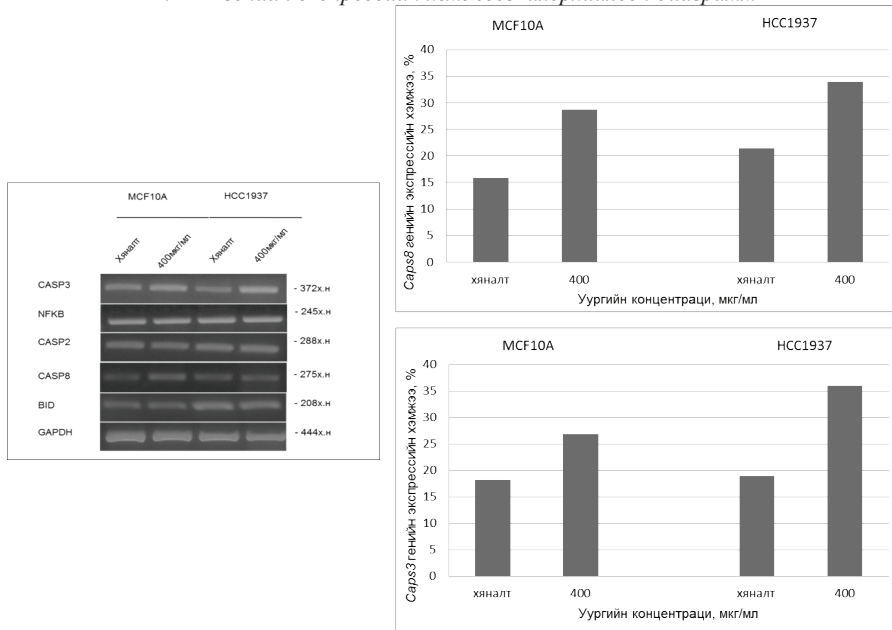 MCF10A HCC1937
Хяналт 400мкг/мл Хяналт 400мкг/мл
CASP3 - 372х.н
NFKB - 245х.н
CASP2 - 288х.н
CASP8 - 275х.н
BID - 208х.н
GAPDH - 444х.н
MCF10A HCC1937
Caps8 генийн экспрессийн хэмжээ, %
40
35
30
25
20
15
10
5
0
хяналт 400 хяналт 400
Уургийн концентраци, мкг/мл
MCF10A HCC1937
Caps3 генийн экспрессийн хэмжээ, %
40
35
30
25
20
15
10
5
0
хяналт 400 хяналт 400
Уургийн концентраци, мкг/мл